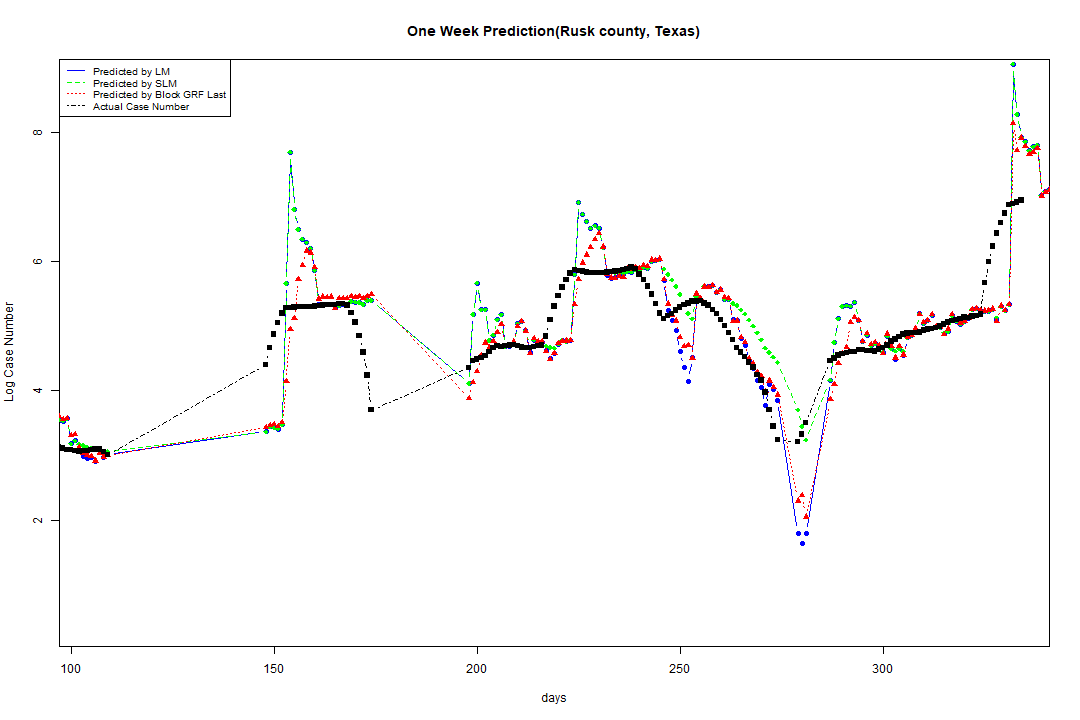 One Week Prediction(Rusk county, Texas)
Predicted by LM
Predicted by SLM
Predicted by Block GRF Last
Actual Case Number
Log Case Number
8
6
4
2
100 150 200 250 300
days